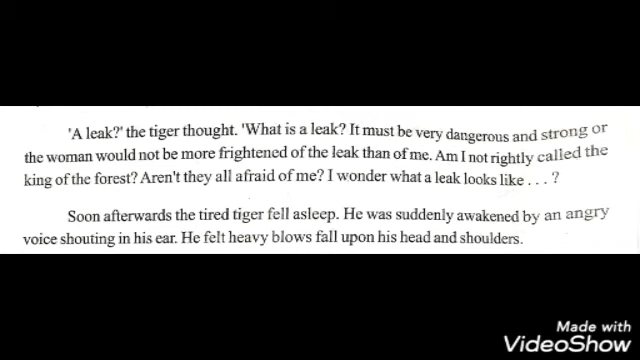 'A leak?' the tiger thought. 'What is a leak? It must be very dangerous and strong or
the woman would not be more frightened of the leak than of me. Am I not rightly called the
king of the forest? Aren't they all afraid of me? I wonder what a leak looks like . . . ?
Soon afterwards the tired tiger fell asleep. He was suddenly awakened by an angry
voice shouting in his ear. He felt heavy blows fall upon his head and shoulders.
Made with
VideoShow